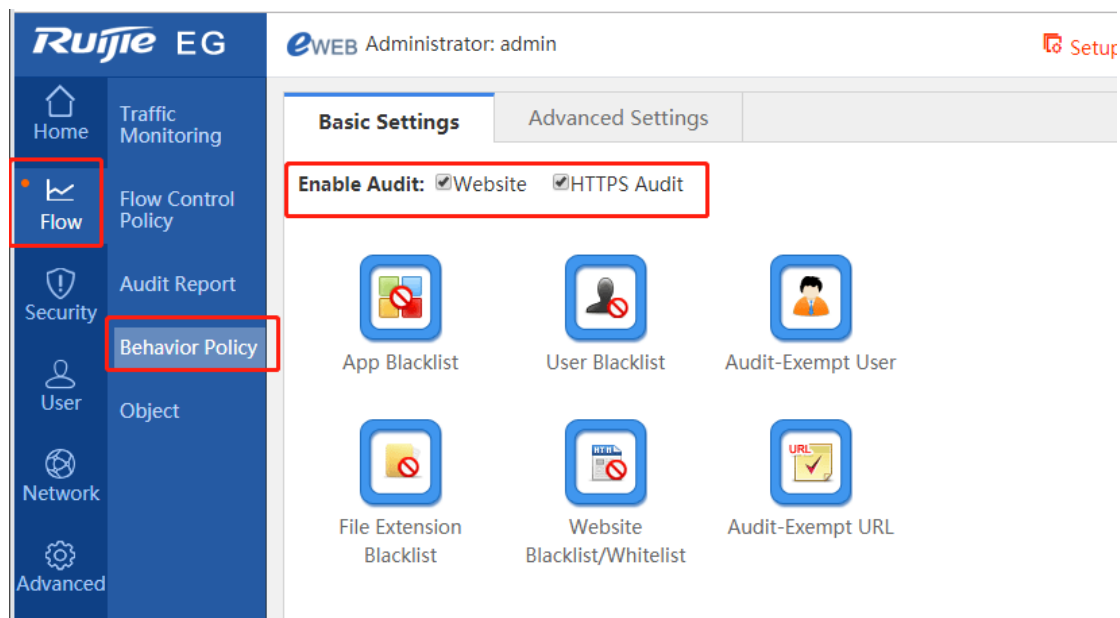 Ruijie EG
eWEB Administrator: admin
Setup
Home
Flow
Security
User
Network
Advanced
Traffic
Monitoring
Flow Control
Policy
Audit Report
Behavior Policy
Object
Basic Settings
Advanced Settings
Enable Audit: Website HTTPS Audit
App Blacklist
User Blacklist
Audit-Exempt User
HTML
URL
File Extension
Blacklist
Website
Blacklist/Whitelist
Audit-Exempt URL